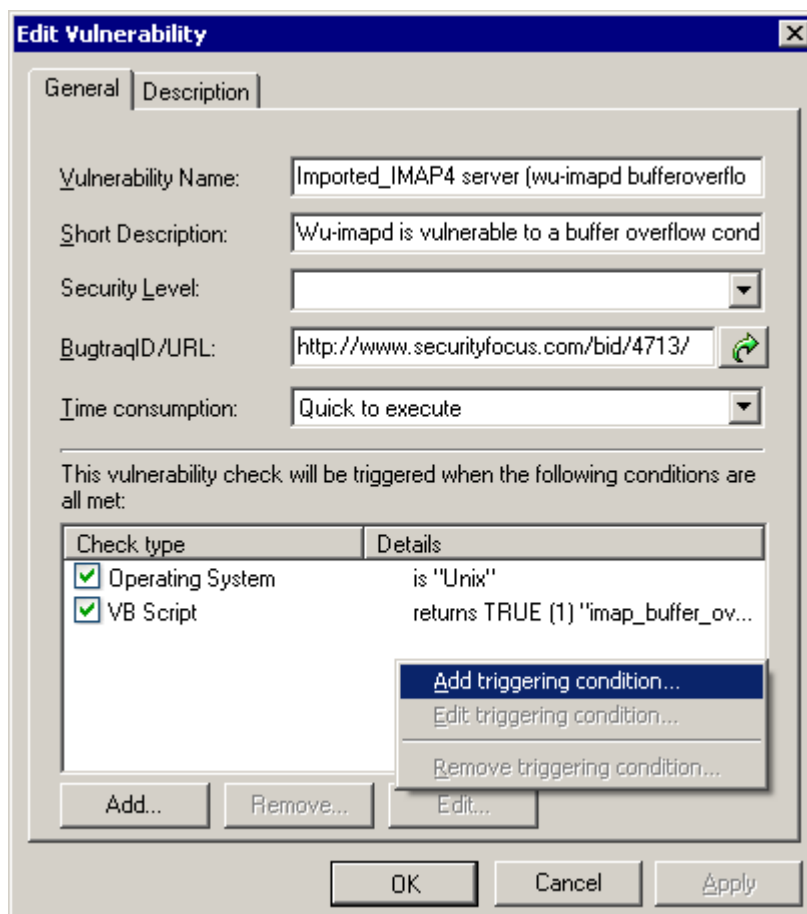 Edit Vulnerability
General
Description
Vulnerability Name:
Imported_IMAP4 server (wu-imapd bufferoverflo
Short Description:
Wu-imapd is vulnerable to a buffer overflow cond
Security Level:
BugtraqID/URL:
http://www.securityfocus.com/bid/4713/
Time consumption:
Quick to execute
This vulnerability check will be triggered when the following conditions are
all met:
Check type
Details
Operating System
is "Unix"
VB Script
returns TRUE (1) "imap_buffer_ov...
Add triggering condition...
Edit triggering condition...
Remove triggering condition...
Add...
Remove...
Edit...
OK
Cancel
Apply